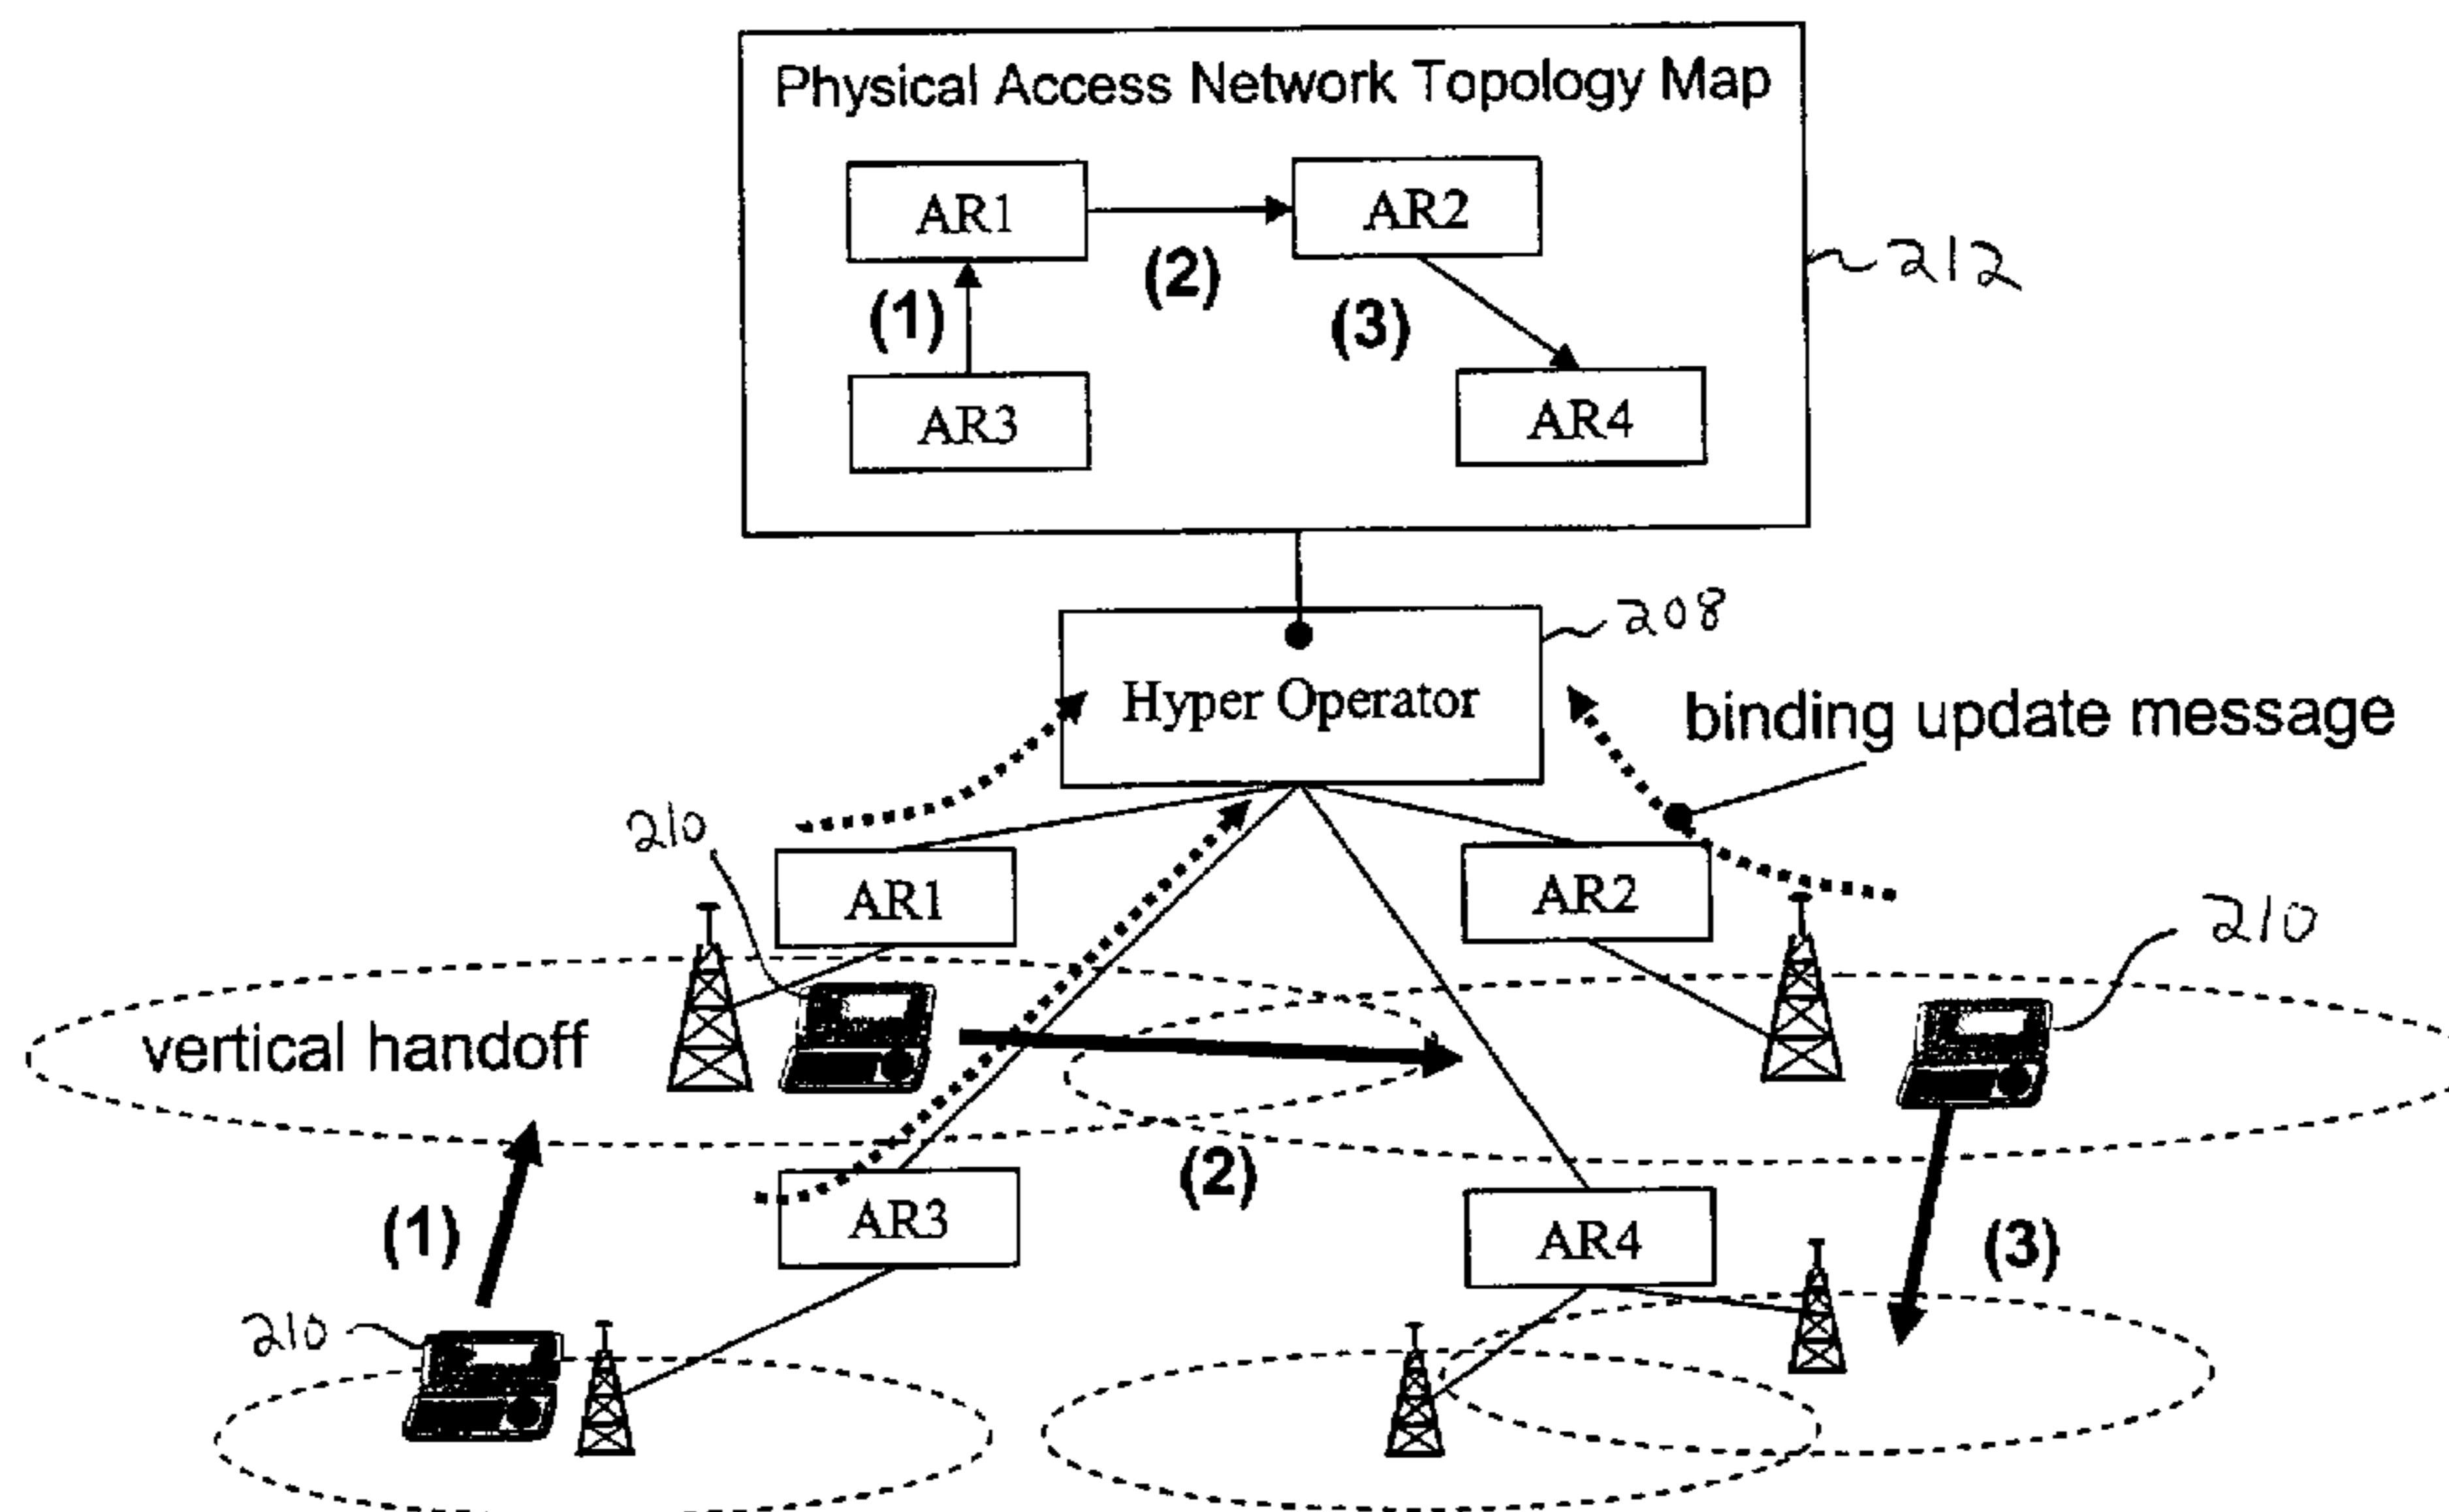 Physical Access Network Topology Map
AR1
AR2
(1)
(2)
(3)
212
AR3
AR4
208
Hyper Operator
binding update message
210
AR1
AR2
210
vertical handoff
(1)
(2)
AR3
AR4
(3)
210